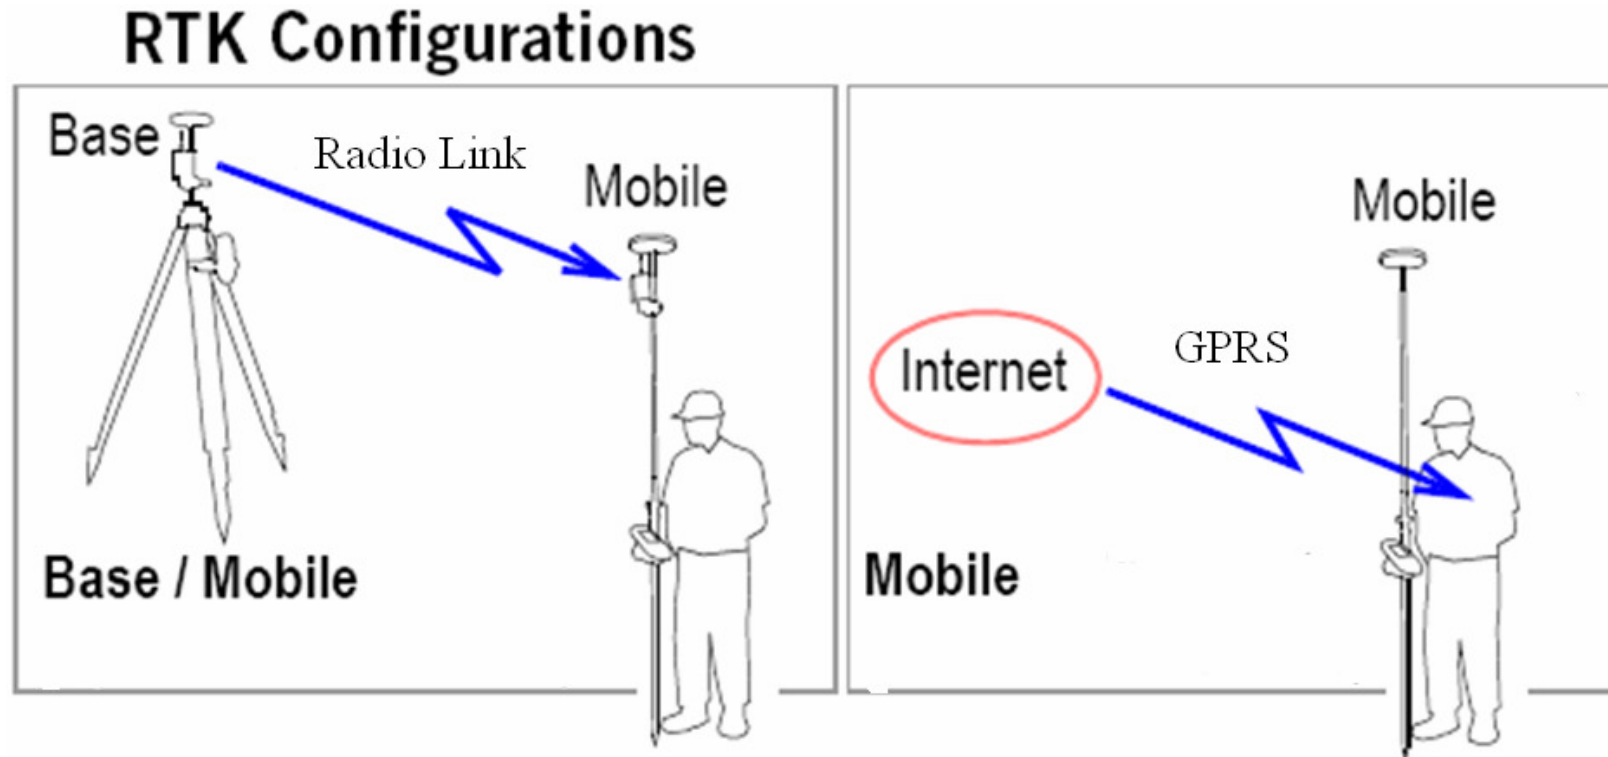 RTK Configurations
Base
Radio Link
Mobile
Base / Mobile
Mobile
Internet
GPRS
Mobile